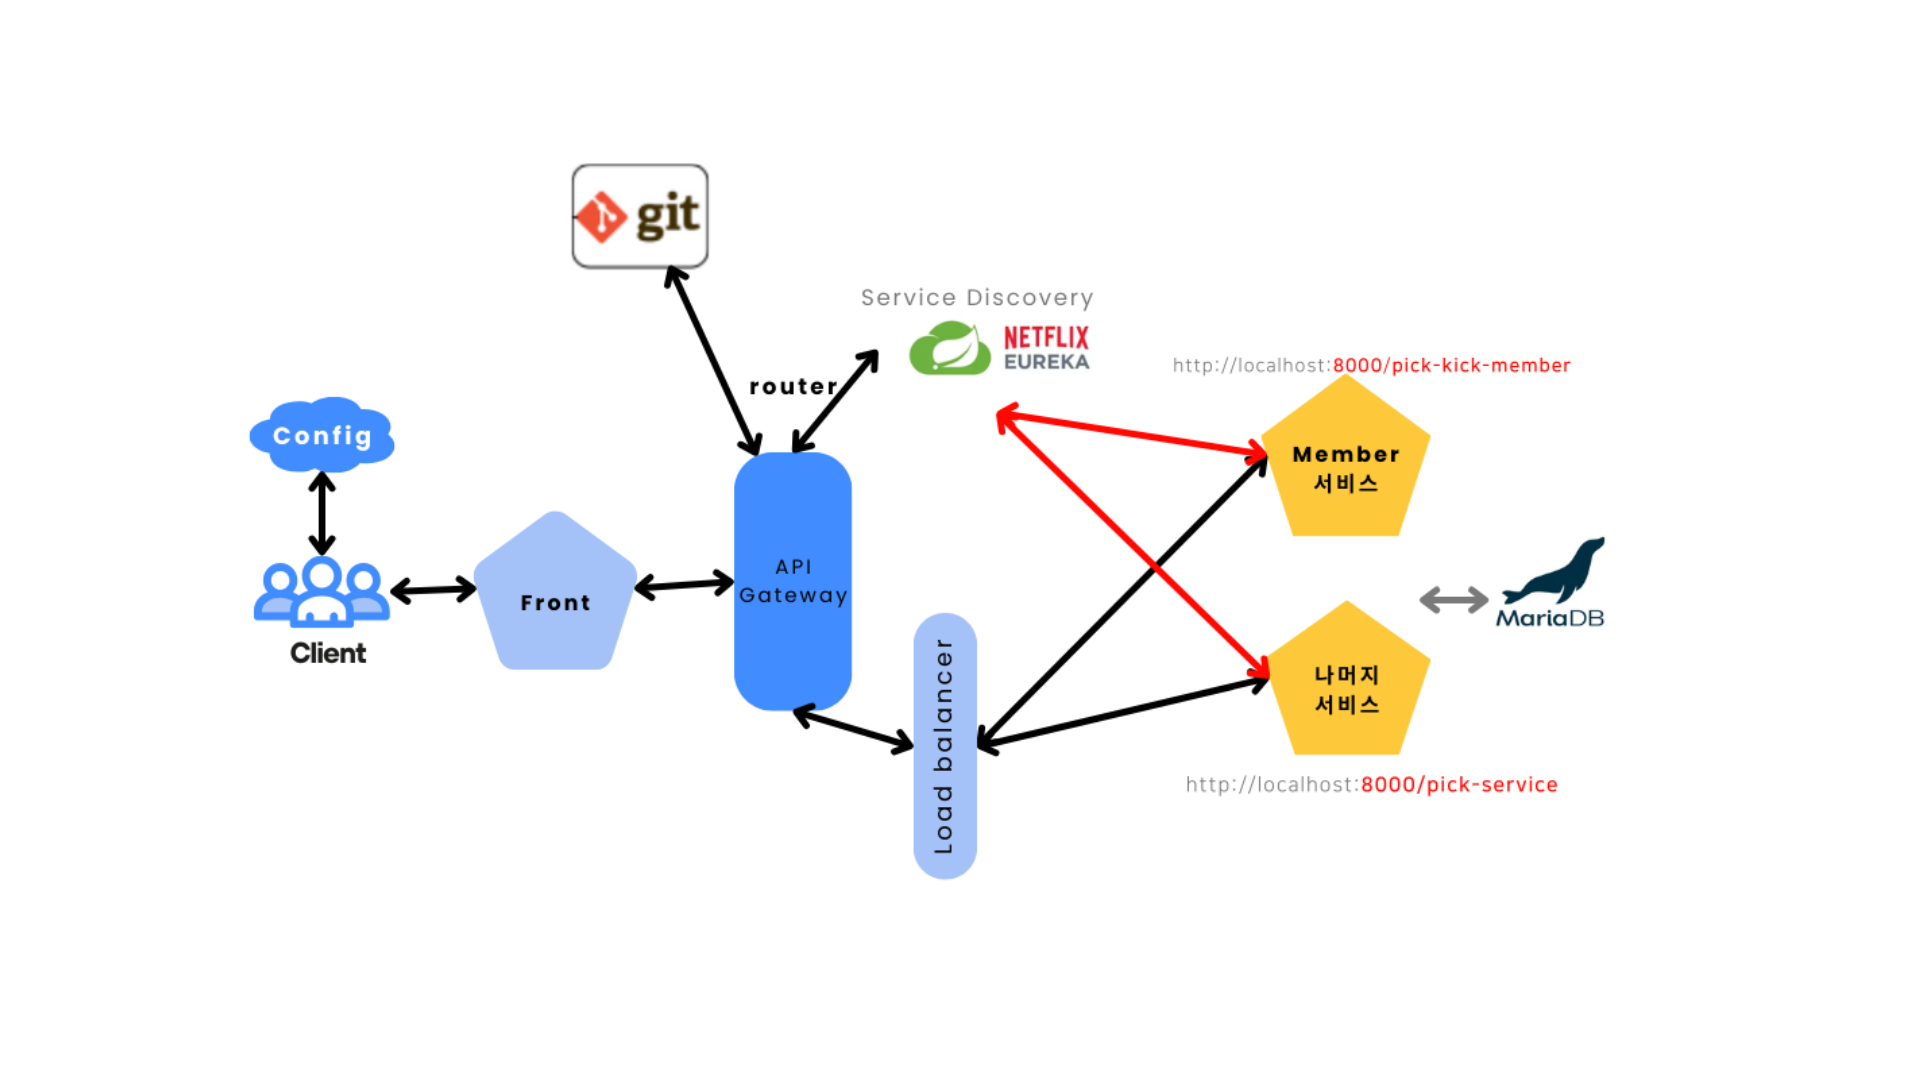 git
Service Discovery
NETFLIX
EUREKA
router
http://localhost:8000/pick-kick-member
Config
Member
서비스
Client
Front
API
Gateway
MariaDB
Load balancer
나머지
서비스
http://localhost:8000/pick-service